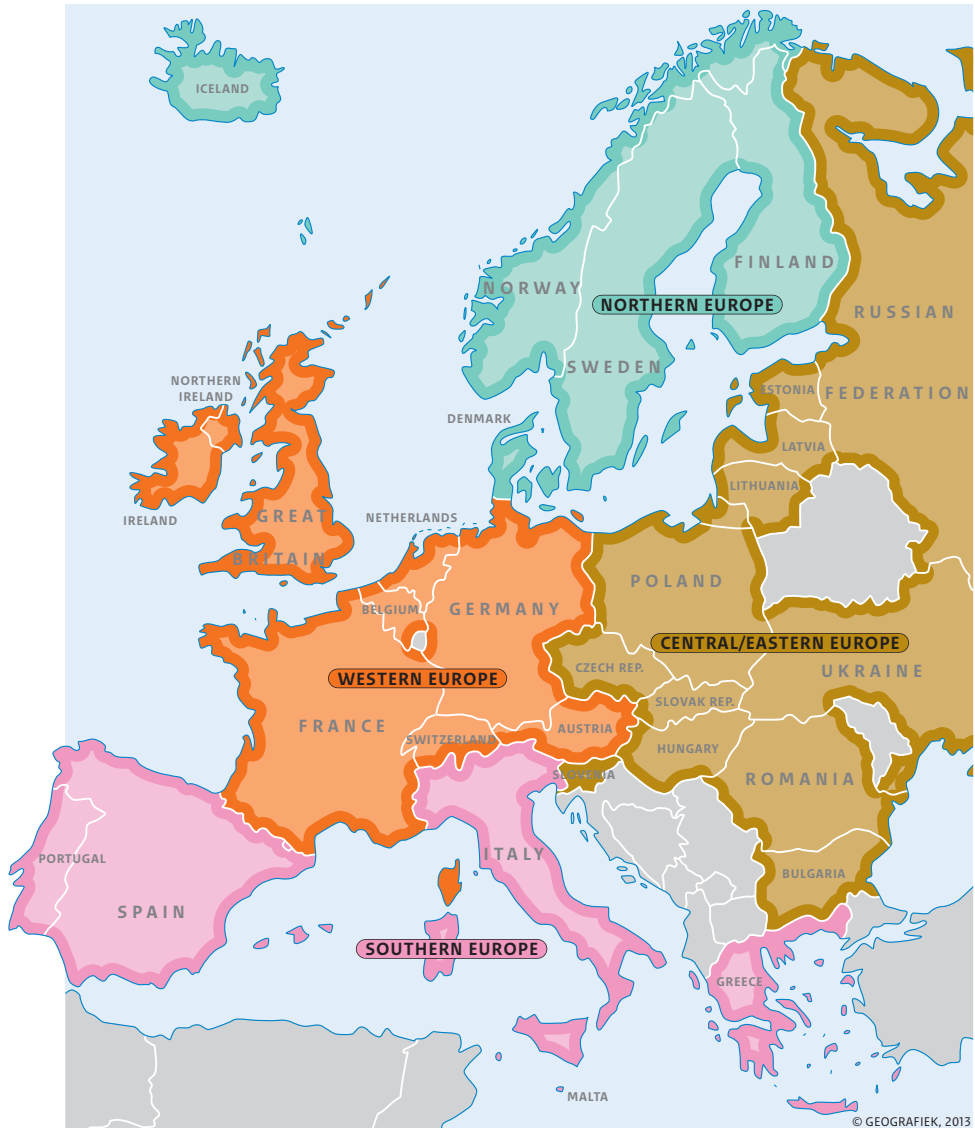 ICELAND
NORWAY
FINLAND
NORTHERN EUROPE
RUSSIAN
FEDERATION
SWEDEN
NORTHERN
IRELAND
DENMARK
ESTONIA
LATVIA
LITHUANIA
IRELAND
GREAT
BRITAIN
NETHERLANDS
BELGIUM
GERMANY
POLAND
CENTRAL/EASTERN EUROPE
UKRAINE
CZECH REP.
WESTERN EUROPE
SLOVAK REP.
FRANCE
SWITZERLAND
AUSTRIA
HUNGARY
SLOVENIA
ROMANIA
PORTUGAL
SPAIN
ITALY
BULGARIA
SOUTHERN EUROPE
GREECE
MALTA
© GEOGRAFIEK, 2013